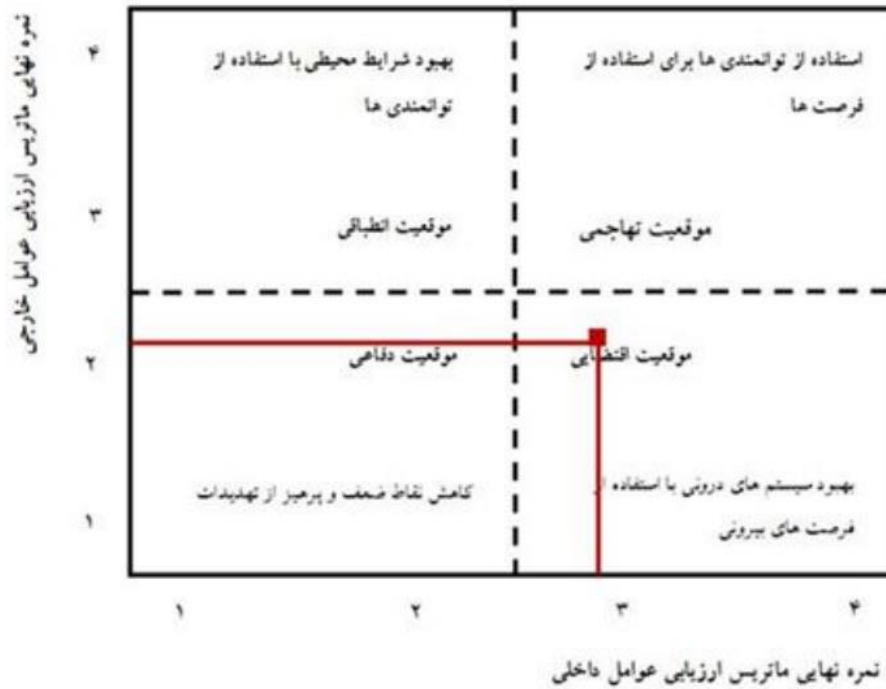 نمره نهایی ماتریس ارزیابی عوامل خارجی
۴
۳
۲
۱
استفاده از توانمندی ها برای استفاده از
فرصت ها
موقعیت تهاجمی
بهبود شرایط محیطی با استفاده از
توانمندی ها
موقعیت انطباقی
موقعیت اقتضایی
بهبود سیستم های درونی با استفاده از
فرصت های بیرونی
موقعیت دفاعی
کاهش نقاط ضعف و پرهیز از تهدیدات
۱
۲
۳
۴
نمره نهایی ماتریس ارزیابی عوامل داخلی